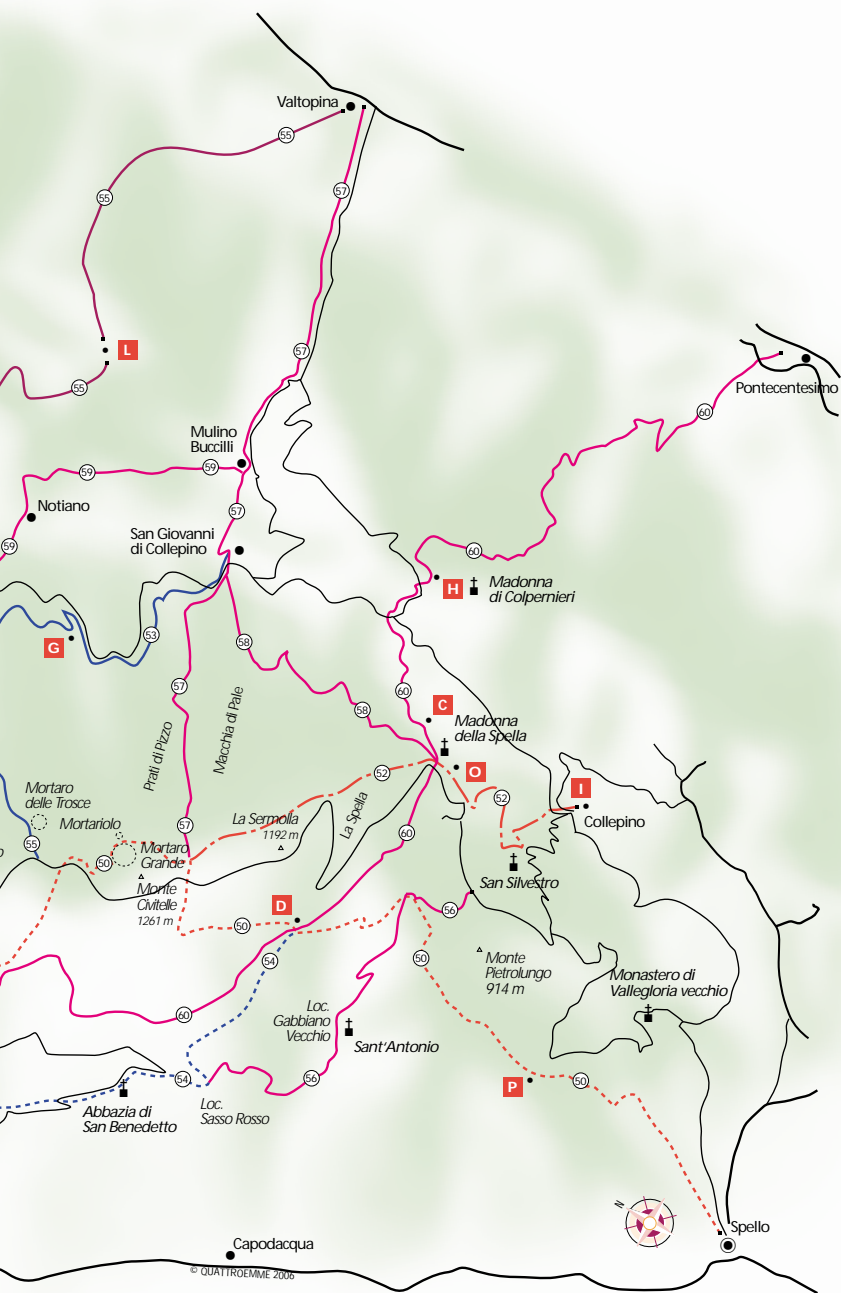 Valtopina
55
55
57
57
L
55
Pontecentesimo
60
Mulino
Buccilli
59
59
Notiano
57
San Giovanni
di Collepino
59
60
H
Madonna
di Colpernieri
53
G
58
57
60
58
C
Madonna
della Spella
Prati di Pizzo
Macchia di Pale
O
52
52
I
Collepino
Mortaro
delle Trosce
Mortariolo
La Sermolla
1192 m
La Spella
57
60
55
50
Mortaro
Grande
Monte
Civitelle
1261 m
San Silvestro
D
56
50
50
54
Monte
Pietrolungo
914 m
Monastero di
Vallegloria vecchio
60
Loc.
Gabbiano
Vecchio
Sant'Antonio
54
56
P
50
Abbazia di
San Benedetto
Loc.
Sasso Rosso
N
Spello
Capodacqua
© QUATTROEMME 2006